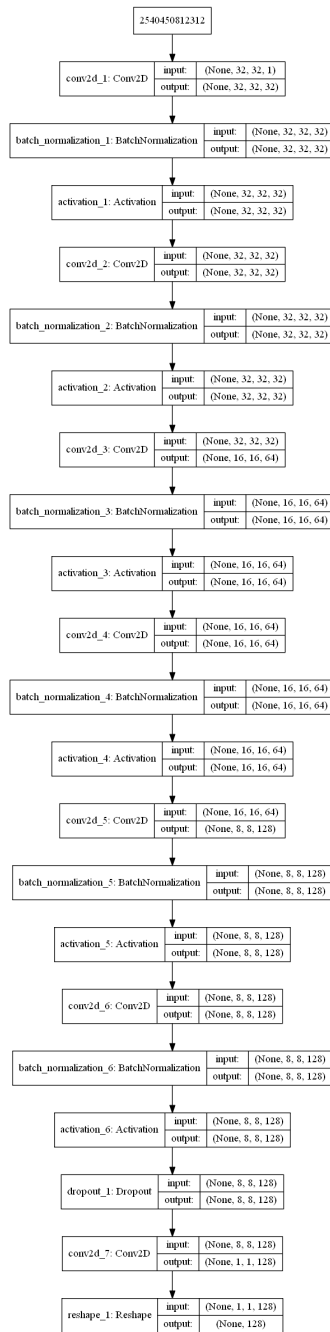 2540450812312
conv2d_1: Conv2D input: (None, 32, 32, 1)
output: (None, 32, 32, 32)
batch_normalization_1: BatchNormalization input: (None, 32, 32, 32)
output: (None, 32, 32, 32)
activation_1: Activation input: (None, 32, 32, 32)
output: (None, 32, 32, 32)
conv2d_2: Conv2D input: (None, 32, 32, 32)
output: (None, 32, 32, 32)
batch_normalization_2: BatchNormalization input: (None, 32, 32, 32)
output: (None, 32, 32, 32)
activation_2: Activation input: (None, 32, 32, 32)
output: (None, 32, 32, 32)
conv2d_3: Conv2D input: (None, 32, 32, 32)
output: (None, 16, 16, 64)
batch_normalization_3: BatchNormalization input: (None, 16, 16, 64)
output: (None, 16, 16, 64)
activation_3: Activation input: (None, 16, 16, 64)
output: (None, 16, 16, 64)
conv2d_4: Conv2D input: (None, 16, 16, 64)
output: (None, 16, 16, 64)
batch_normalization_4: BatchNormalization input: (None, 16, 16, 64)
output: (None, 16, 16, 64)
activation_4: Activation input: (None, 16, 16, 64)
output: (None, 16, 16, 64)
conv2d_5: Conv2D input: (None, 16, 16, 64)
output: (None, 8, 8, 128)
batch_normalization_5: BatchNormalization input: (None, 8, 8, 128)
output: (None, 8, 8, 128)
activation_5: Activation input: (None, 8, 8, 128)
output: (None, 8, 8, 128)
conv2d_6: Conv2D input: (None, 8, 8, 128)
output: (None, 8, 8, 128)
batch_normalization_6: BatchNormalization input: (None, 8, 8, 128)
output: (None, 8, 8, 128)
activation_6: Activation input: (None, 8, 8, 128)
output: (None, 8, 8, 128)
dropout_1: Dropout input: (None, 8, 8, 128)
output: (None, 8, 8, 128)
conv2d_7: Conv2D input: (None, 8, 8, 128)
output: (None, 1, 1, 128)
reshape_1: Reshape input: (None, 1, 1, 128)
output: (None, 128)